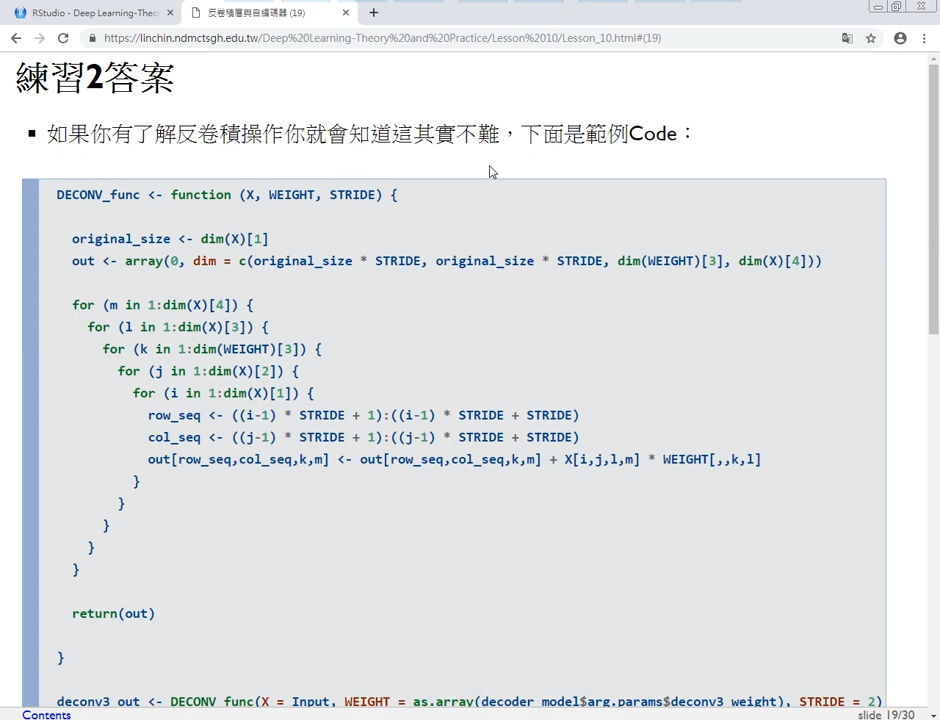 RStudio - Deep Learning-Theo
反卷積層與自編碼器 (19)
https://linchin.ndmctsgh.edu.tw/Deep%20Learning-Theory%20and%20Practice/Lesson%2010/Lesson_10.html#(19)
練習2答案
如果你有了解反卷積操作你就會知道這其實不難，下面是範例Code：
DECONV_func <- function (X, WEIGHT, STRIDE) {
original_size <- dim(X)[1]
out <- array(0, dim = c(original_size * STRIDE, original_size * STRIDE, dim(WEIGHT)[3], dim(X)[4]))
for (m in 1:dim(X)[4]) {
for (l in 1:dim(X)[3]) {
for (k in 1:dim(WEIGHT)[3]) {
for (j in 1:dim(X)[2]) {
for (i in 1:dim(X)[1]) {
row_seq <- ((i-1) * STRIDE + 1):((i-1) * STRIDE + STRIDE)
col_seq <- ((j-1) * STRIDE + 1):((j-1) * STRIDE + STRIDE)
out[row_seq,col_seq,k,m] <- out[row_seq,col_seq,k,m] + X[i,j,l,m] * WEIGHT[,,k,l]
}
}
}
}
}
return(out)
}
deconv3_out <- DECONV_func(X = Input, WEIGHT = as.array(decoder_model$arg.params$deconv3_weight), STRIDE = 2)
Contents
slide 19/30